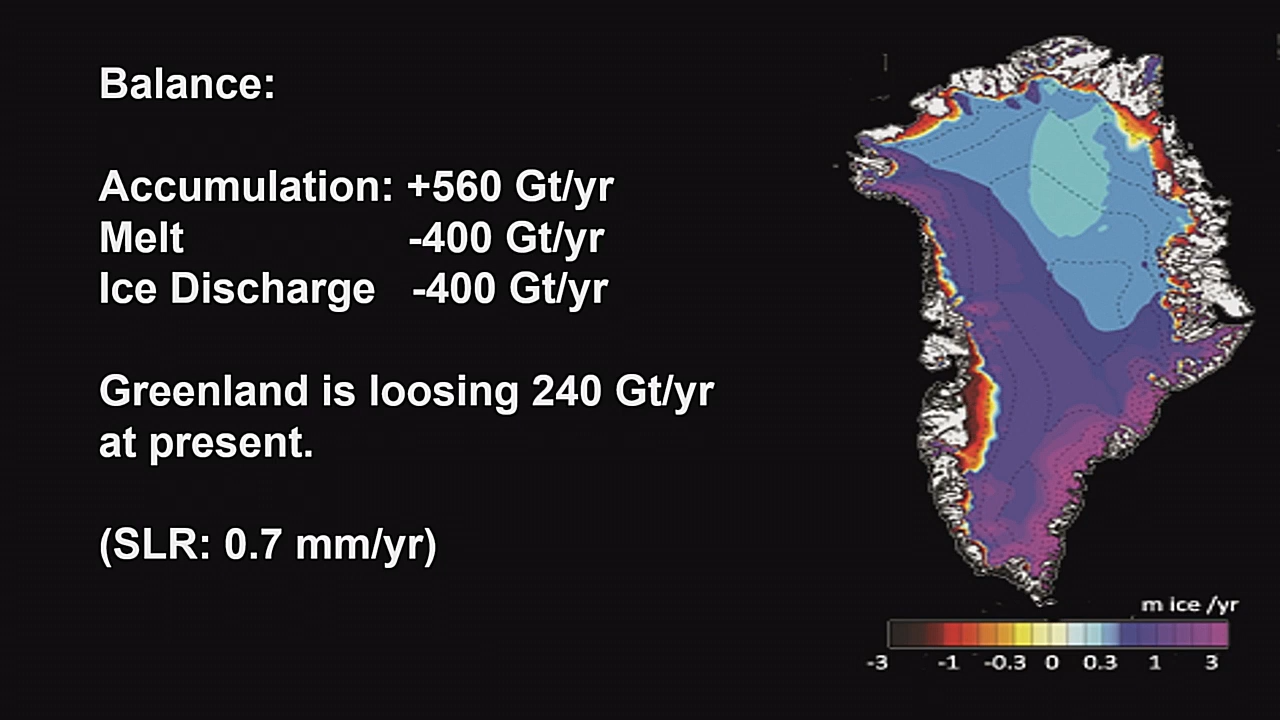 Balance:
Accumulation: +560 Gt/yr
Melt -400 Gt/yr
Ice Discharge -400 Gt/yr
Greenland is loosing 240 Gt/yr
at present.
(SLR: 0.7 mm/yr)
m ice /yr
-3 -1 -0.3 0 0.3 1 3